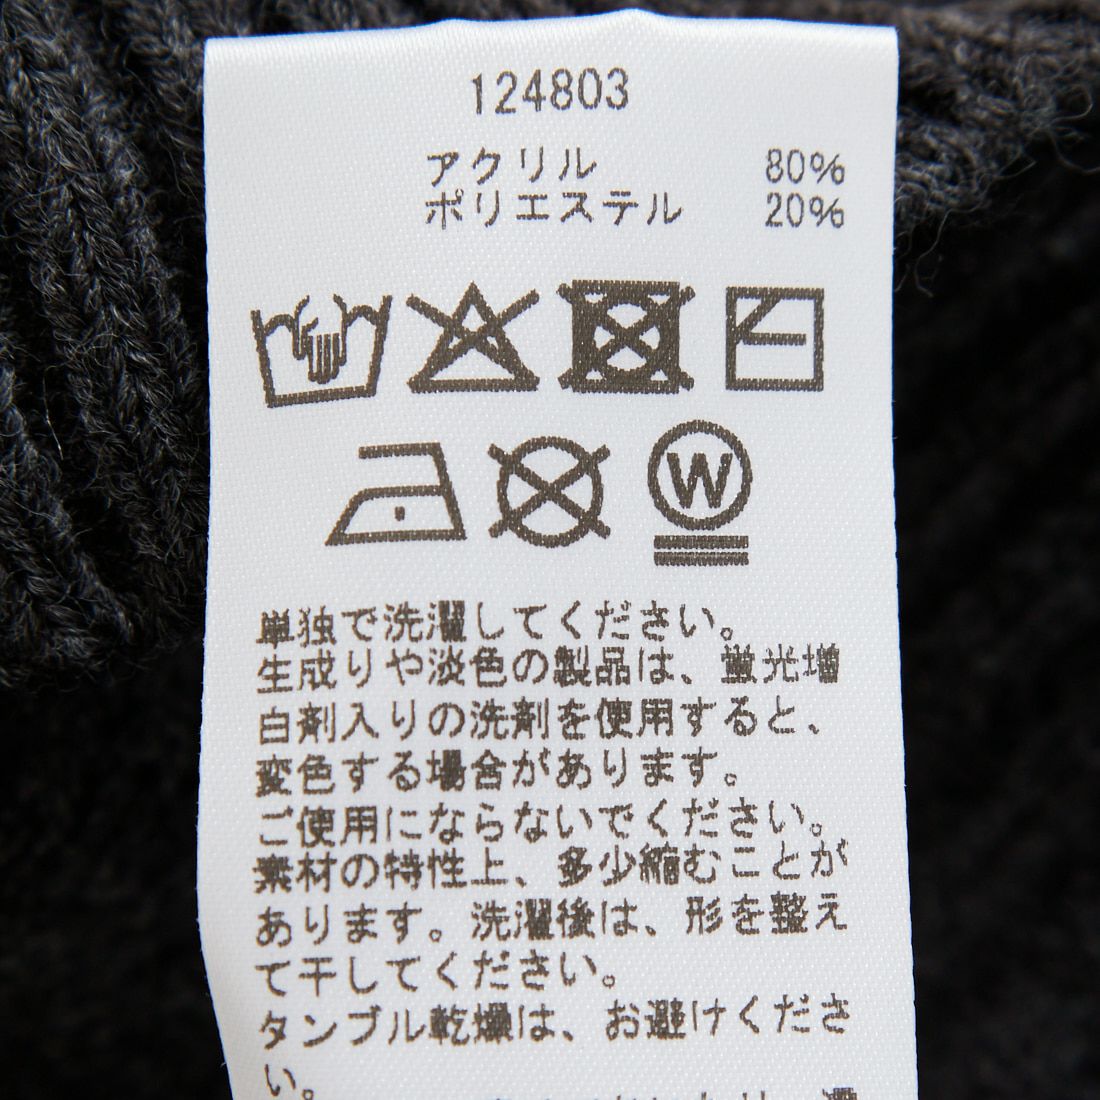 124803
アクリル 80%
ポリエステル 20%
W
単独で洗濯してください。
生成りや淡色の製品は、蛍光増
白剤入りの洗剤を使用すると、
変色する場合があります。
ご使用にならないでください。
素材の特性上、多少縮むことが
あります。洗濯後は、形を整え
て干してください。
タンブル乾燥は、お避けくださ
い。